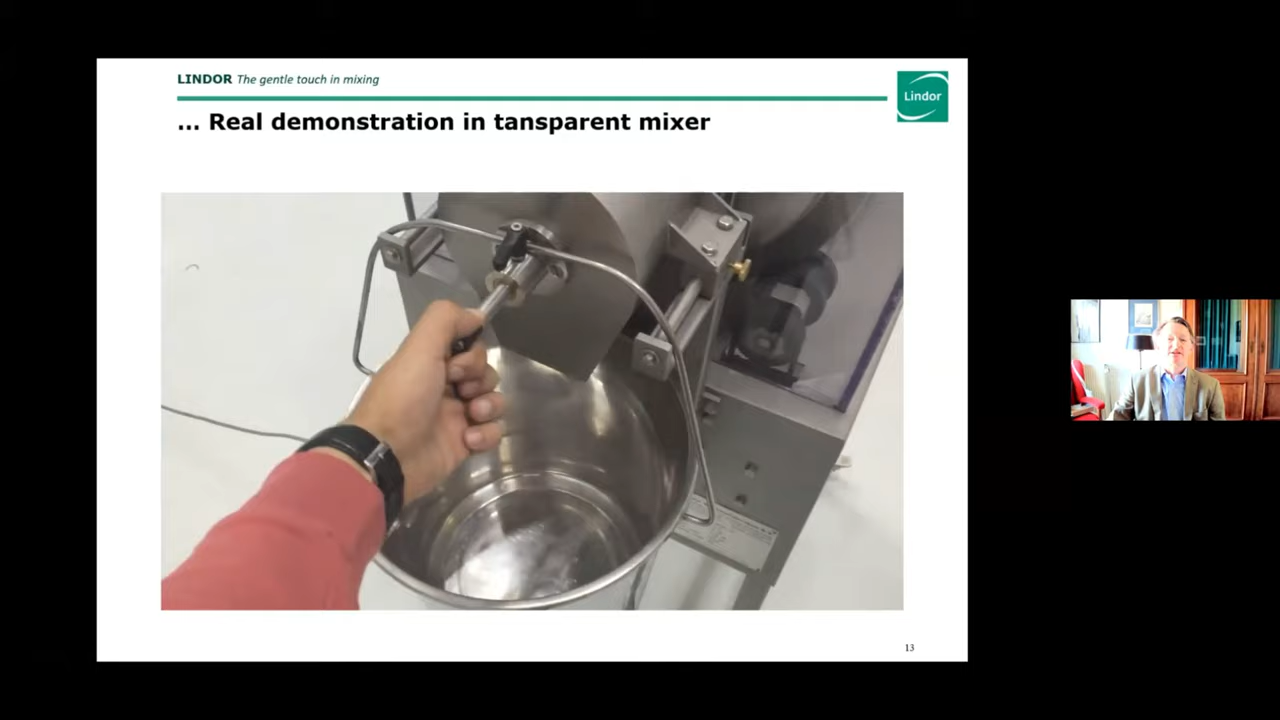 LINDOR The gentle touch in mixing
Lindor
... Real demonstration in tansparent mixer
13